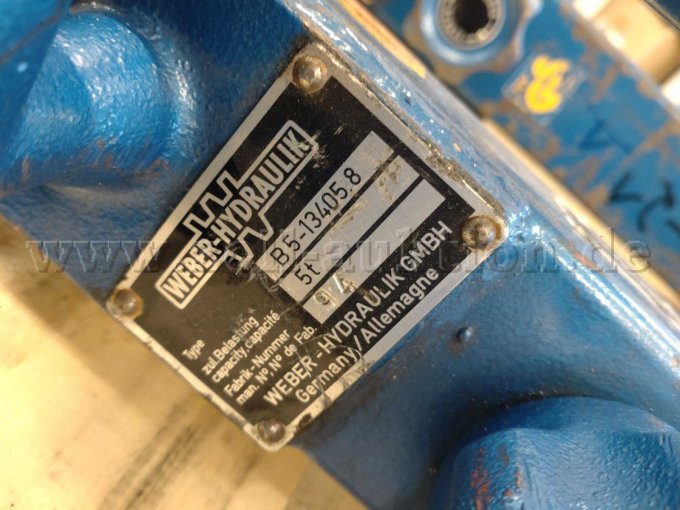 WEBER-HYDRAULIK
Type B5-13405.8
zul.Belastung
capacity,capacité 5t
Fabrik-Nummer
man. Nº Nº de Fab.
WEBER - HYDRAULIK GMBH
Germany/Allemagne